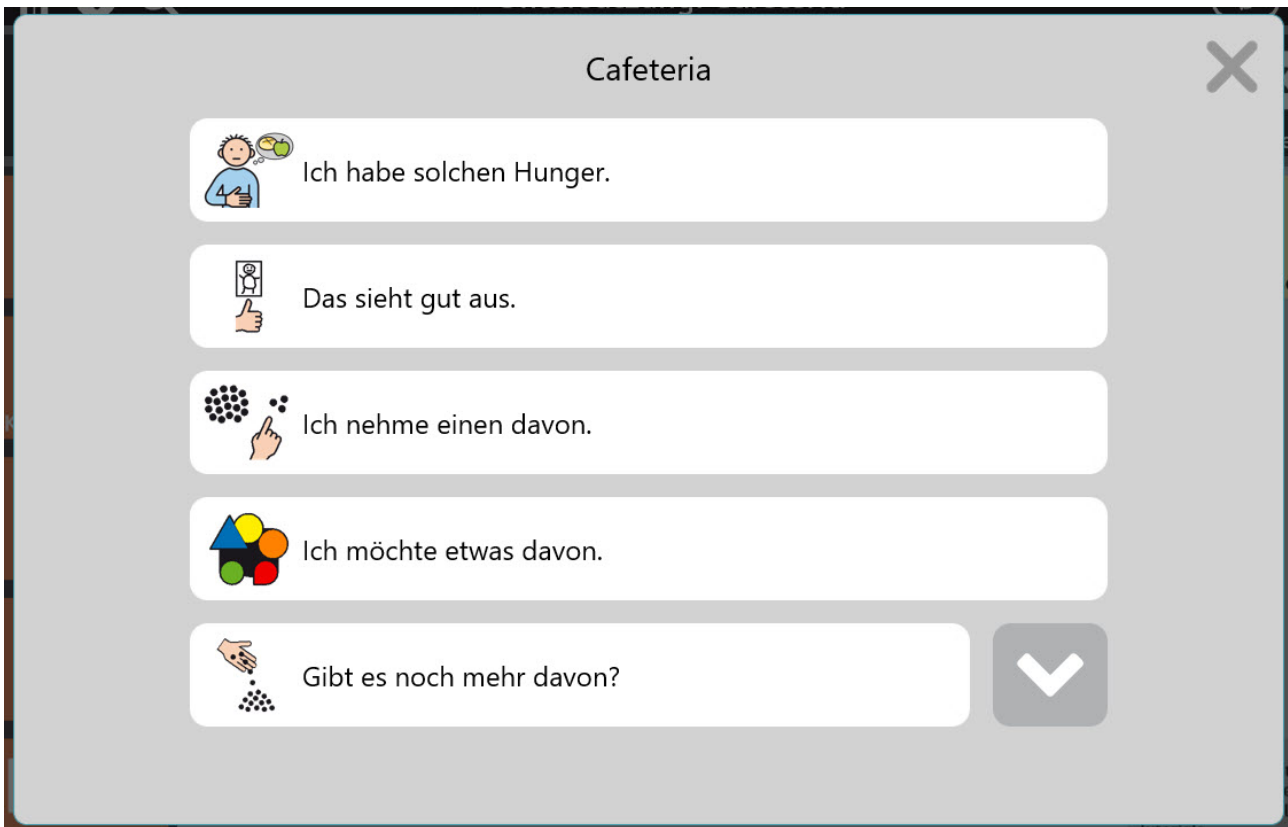 Cafeteria
Ich habe solchen Hunger.
Das sieht gut aus.
Ich nehme einen davon.
Ich möchte etwas davon.
Gibt es noch mehr davon?